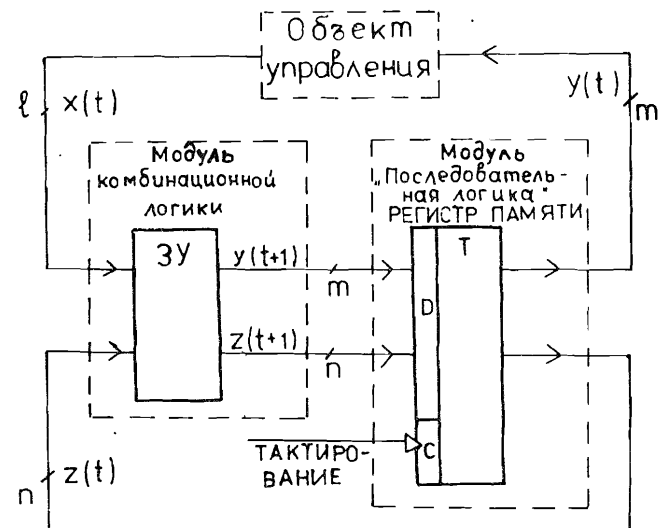 Объект
управления
ℓ x(t)
y(t) m
Модуль
комбинационной
логики
Модуль
„Последователь-
ная логика"
РЕГИСТР ПАМЯТИ
ЗУ
y(t+1)
m
z(t+1)
n
D
T
C
ТАКТИРО-
ВАНИЕ
n z(t)